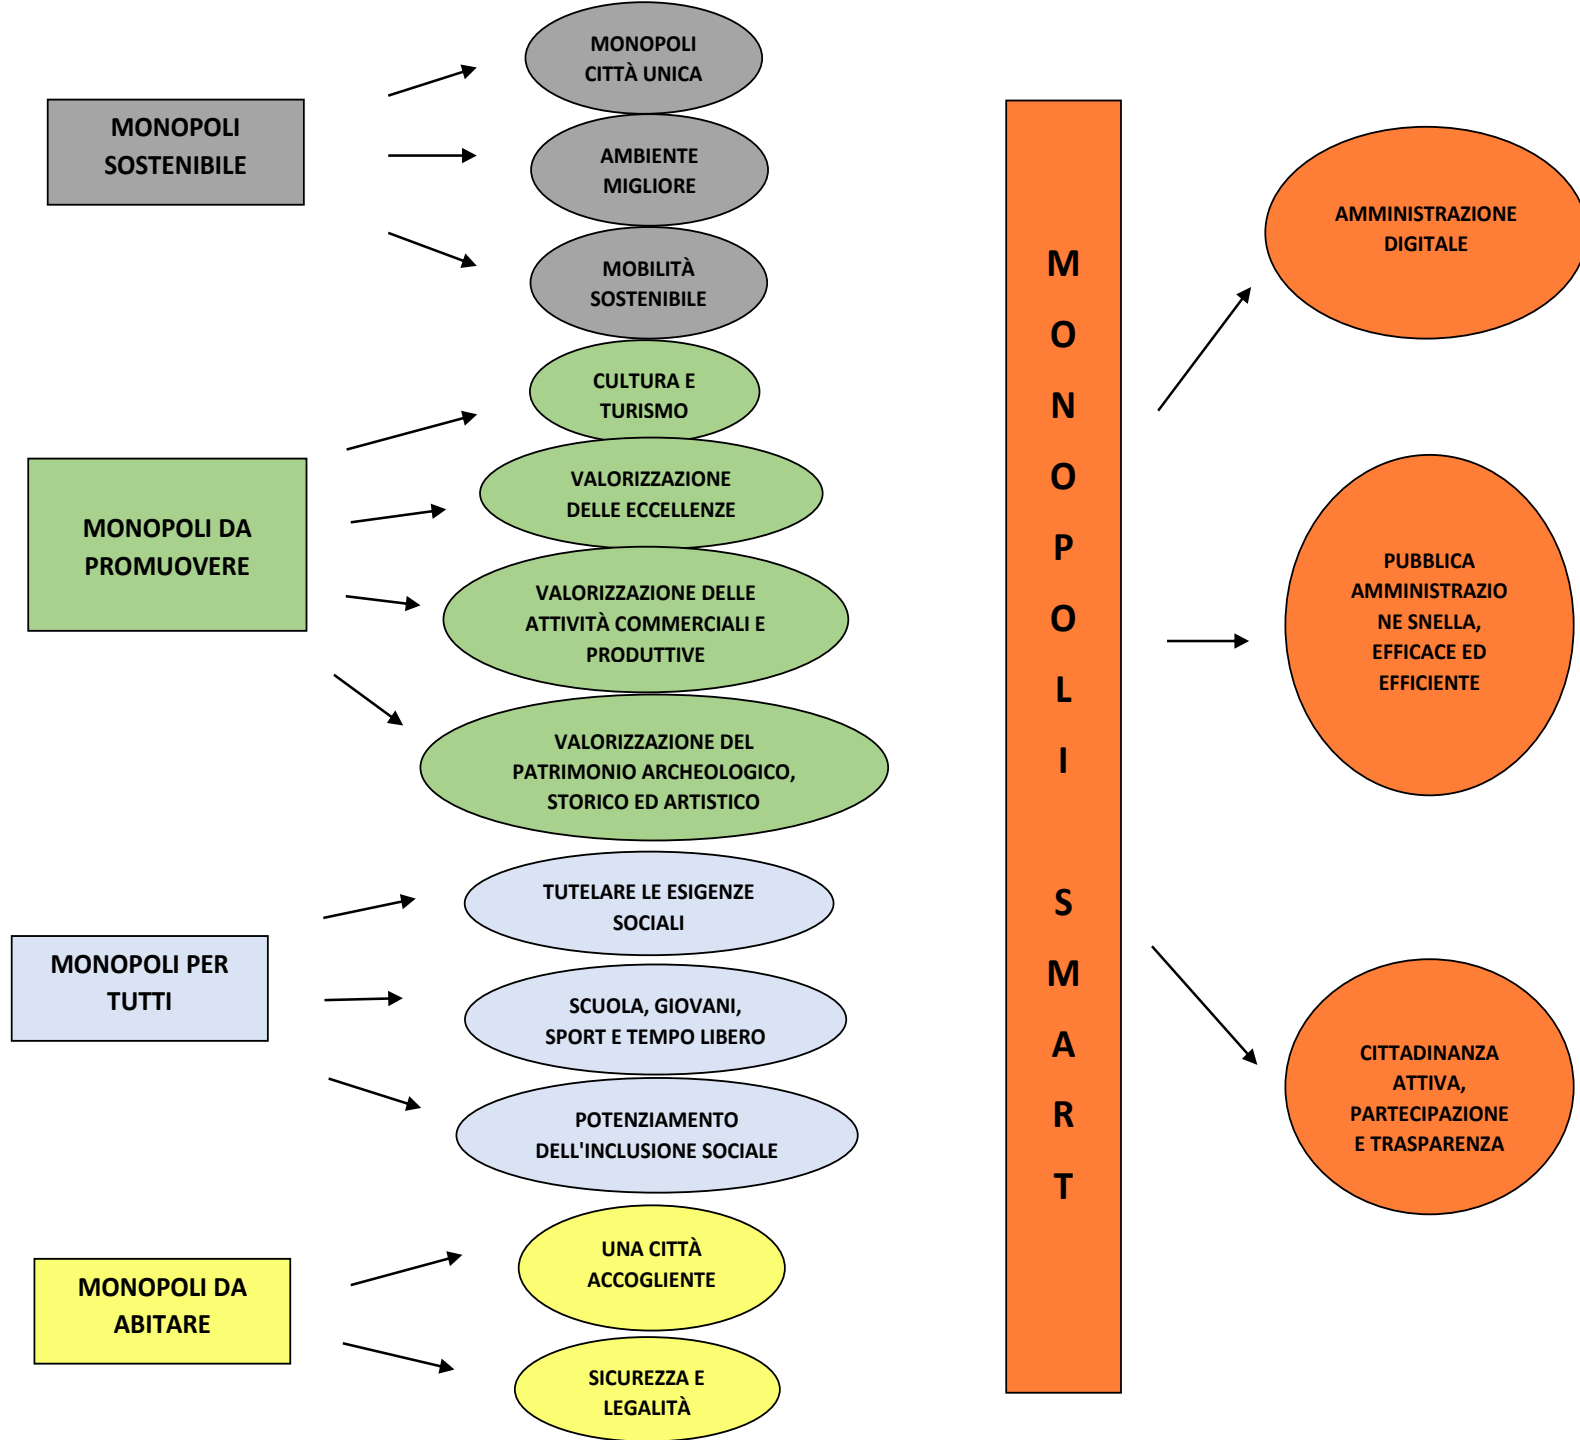 MONOPOLI
SOSTENIBILE
MONOPOLI
CITTÀ UNICA
AMBIENTE
MIGLIORE
MOBILITÀ
SOSTENIBILE
MONOPOLI DA
PROMUOVERE
CULTURA E
TURISMO
VALORIZZAZIONE
DELLE ECCELLENZE
VALORIZZAZIONE DELLE
ATTIVITÀ COMMERCIALI E
PRODUTTIVE
VALORIZZAZIONE DEL
PATRIMONIO ARCHEOLOGICO,
STORICO ED ARTISTICO
MONOPOLI PER
TUTTI
TUTELARE LE ESIGENZE
SOCIALI
SCUOLA, GIOVANI,
SPORT E TEMPO LIBERO
POTENZIAMENTO
DELL'INCLUSIONE SOCIALE
MONOPOLI DA
ABITARE
UNA CITTÀ
ACCOGLIENTE
SICUREZZA E
LEGALITÀ
M
O
N
O
P
O
L
I
S
M
A
R
T
AMMINISTRAZIONE
DIGITALE
PUBBLICA
AMMINISTRAZIO
NE SNELLA,
EFFICACE ED
EFFICIENTE
CITTADINANZA
ATTIVA,
PARTECIPAZIONE
E TRASPARENZA